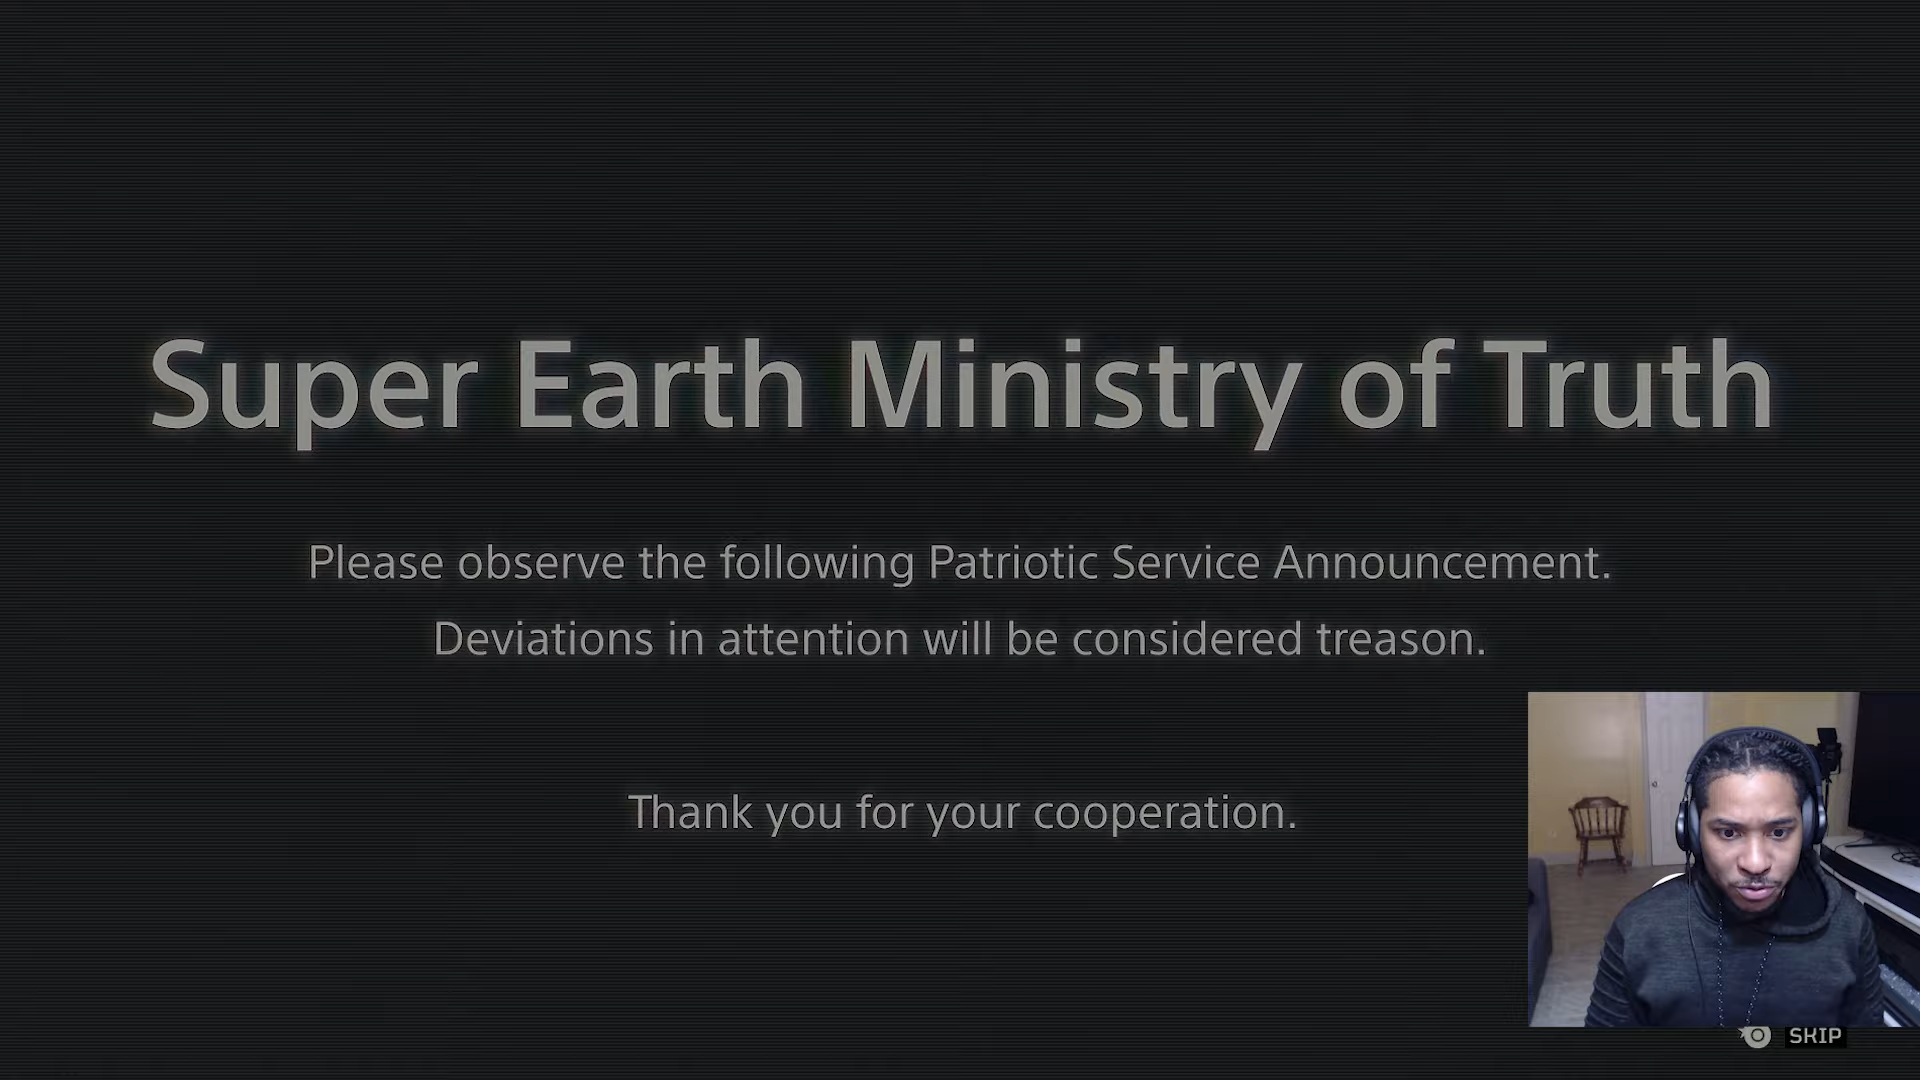 Super Earth Ministry of Truth
Please observe the following Patriotic Service Announcement.
Deviations in attention will be considered treason.
Thank you for your cooperation.
SKIP